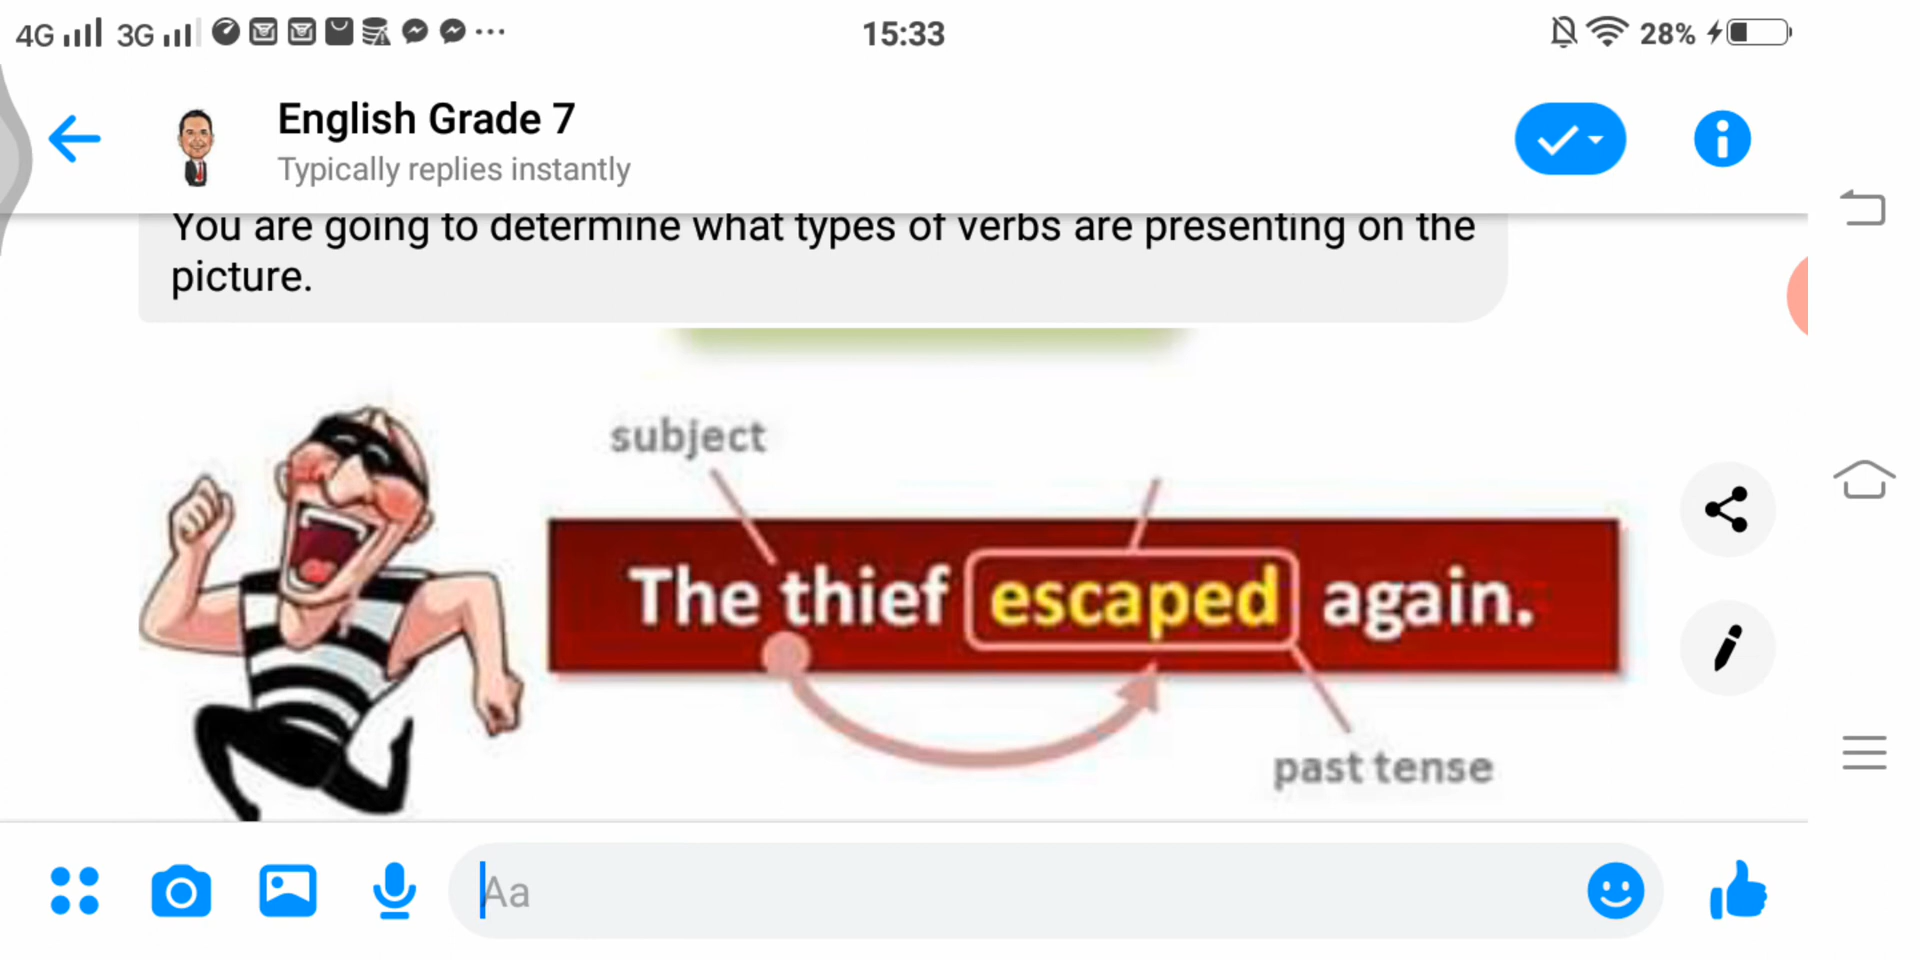 4G 3G 15:33 28%
English Grade 7
Typically replies instantly
You are going to determine what types of verbs are presenting on the
picture.
subject
The thief escaped again.
past tense
Aa